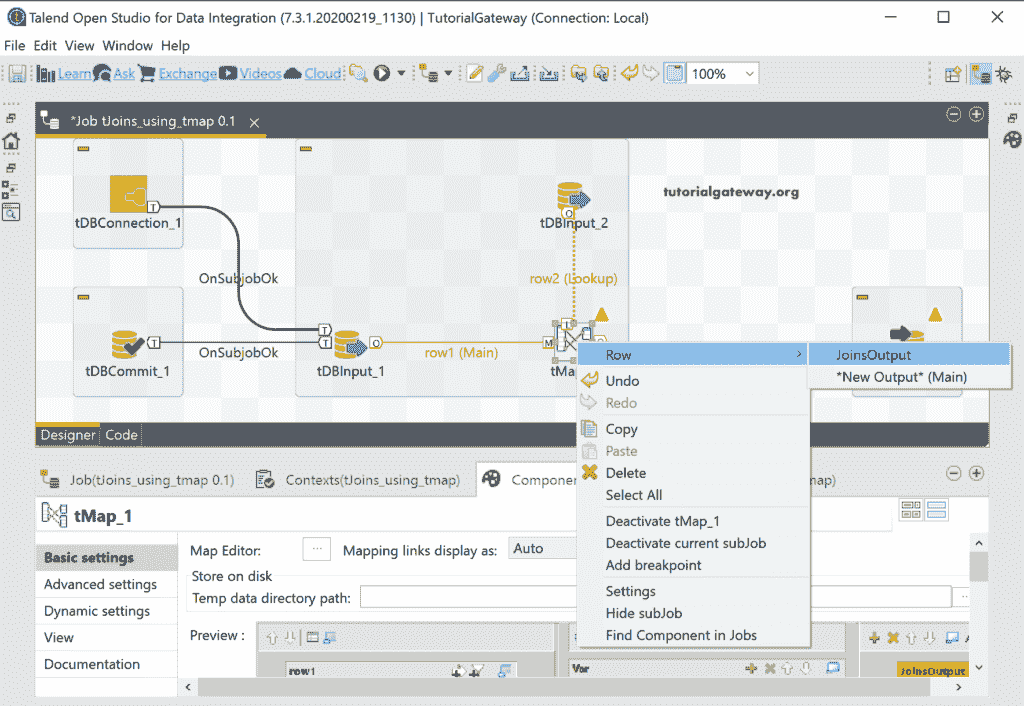 Talend Open Studio for Data Integration (7.3.1.20200219_1130) | TutorialGateway (Connection: Local)
File Edit View Window Help
Learn Ask Exchange Videos Cloud 100%
*Job tJoins_using_tmap 0.1
tutorialgateway.org
tDBConnection_1
T
O
tDBInput_2
OnSubjobOk
row2 (Lookup)
T
T
T
O
M
tDBCommit_1
OnSubjobOk
tDBInput_1
row1 (Main)
tMa
Row
JoinsOutput
*New Output* (Main)
Undo
Redo
Copy
Paste
Delete
Select All
Deactivate tMap_1
Deactivate current subJob
Add breakpoint
Settings
Hide subJob
Find Component in Jobs
Designer Code
Job(tJoins_using_tmap 0.1)
Contexts(tJoins_using_tmap)
Componen
map)
tMap_1
Basic settings
Advanced settings
Dynamic settings
View
Documentation
Map Editor:
...
Mapping links display as:
Auto
Store on disk
Temp data directory path:
Preview :
row1
Var
JoinsOutput